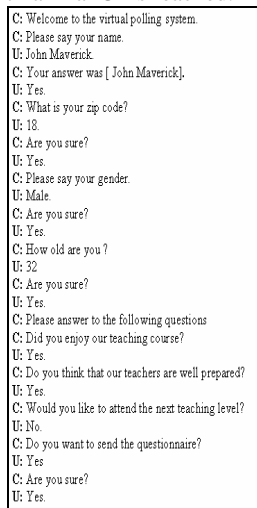 C: Welcome to the virtual polling system.
C: Please say your name.
U: John Maverick.
C: Your answer was [ John Maverick].
U: Yes.
C: What is your zip code?
U: 18.
C: Are you sure?
U: Yes.
C: Please say your gender.
U: Male.
C: Are you sure?
U: Yes.
C: How old are you ?
U: 32
C: Are you sure?
U: Yes.
C: Please answer to the following questions
C: Did you enjoy our teaching course?
U: Yes.
C: Do you think that our teachers are well prepared?
U: Yes.
C: Would you like to attend the next teaching level?
U: No.
C: Do you want to send the questionnaire?
U: Yes
C: Are you sure?
U: Yes.